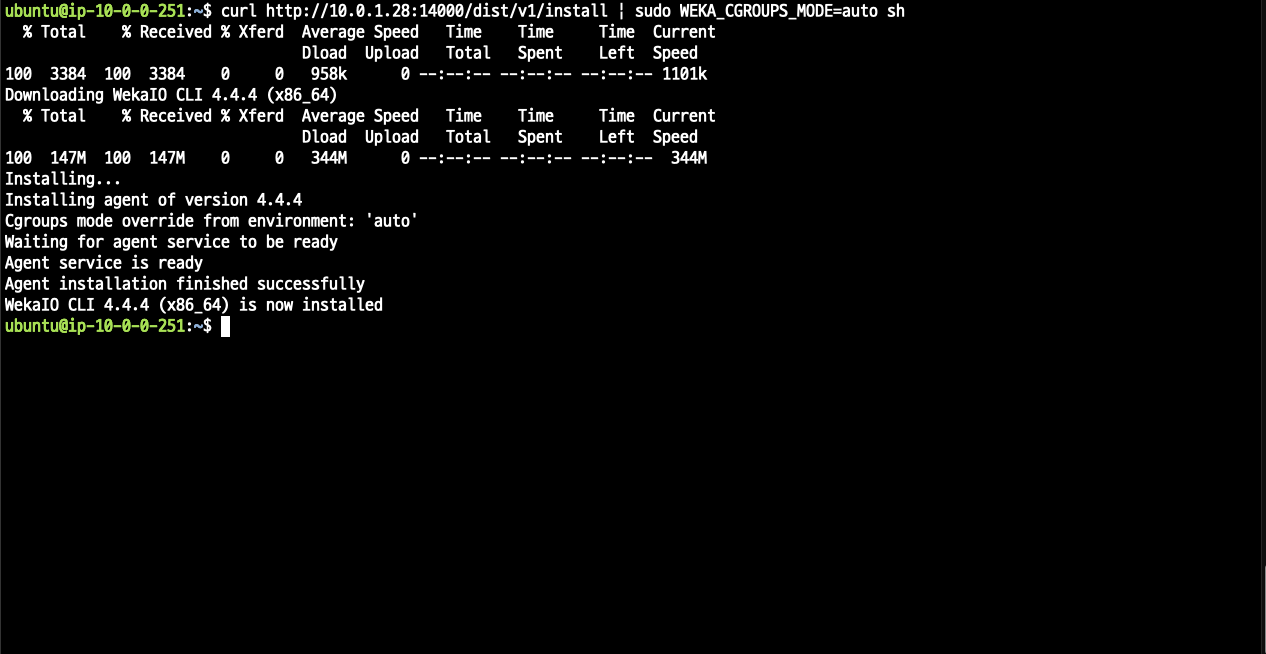 ubuntu@ip-10-0-0-251:~$ curl http://10.0.1.28:14000/dist/v1/install | sudo WEKA_CGROUPS_MODE=auto sh
  % Total    % Received % Xferd  Average Speed   Time    Time     Time  Current
                                 Dload  Upload   Total   Spent    Left  Speed
100  3384  100  3384    0     0   958k      0 --:--:-- --:--:-- --:--:-- 1101k
Downloading WekaIO CLI 4.4.4 (x86_64)
  % Total    % Received % Xferd  Average Speed   Time    Time     Time  Current
                                 Dload  Upload   Total   Spent    Left  Speed
100  147M  100  147M    0     0   344M      0 --:--:-- --:--:-- --:--:--  344M
Installing...
Installing agent of version 4.4.4
Cgroups mode override from environment: 'auto'
Waiting for agent service to be ready
Agent service is ready
Agent installation finished successfully
WekaIO CLI 4.4.4 (x86_64) is now installed
ubuntu@ip-10-0-0-251:~$